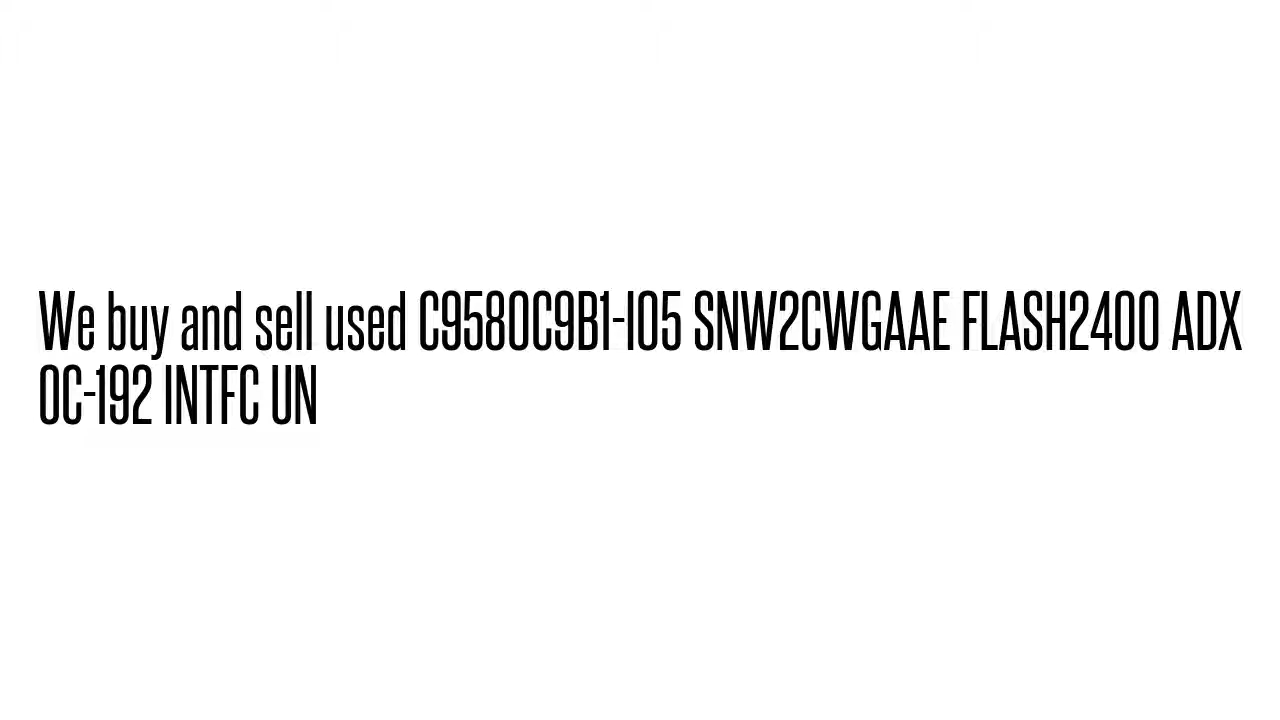 We buy and sell used C9580C9B1-I05 SNW2CWGAAE FLASH2400 ADX
OC-192 INTFC UN